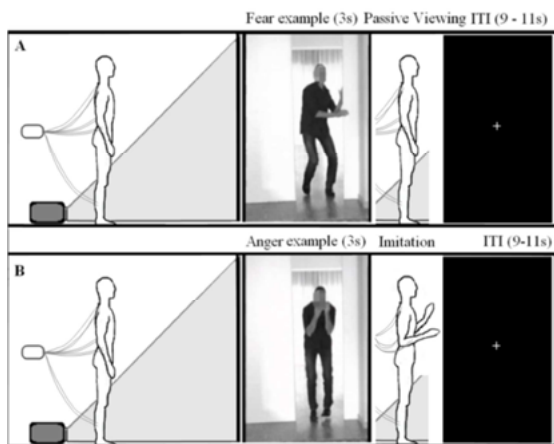 Fear example (3s) Passive Viewing ITI (9 - 11s)
A
Anger example (3s) Imitation ITI (9-11s)
B